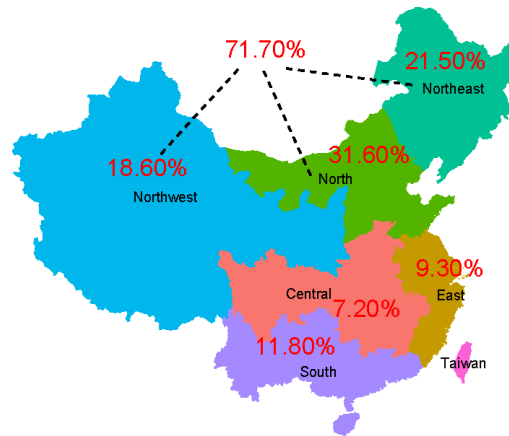 71.70%
21.50%
Northeast
31.60%
18.60%
North
Northwest
9.30%
Central
East
7.20%
11.80%
Taiwan
South